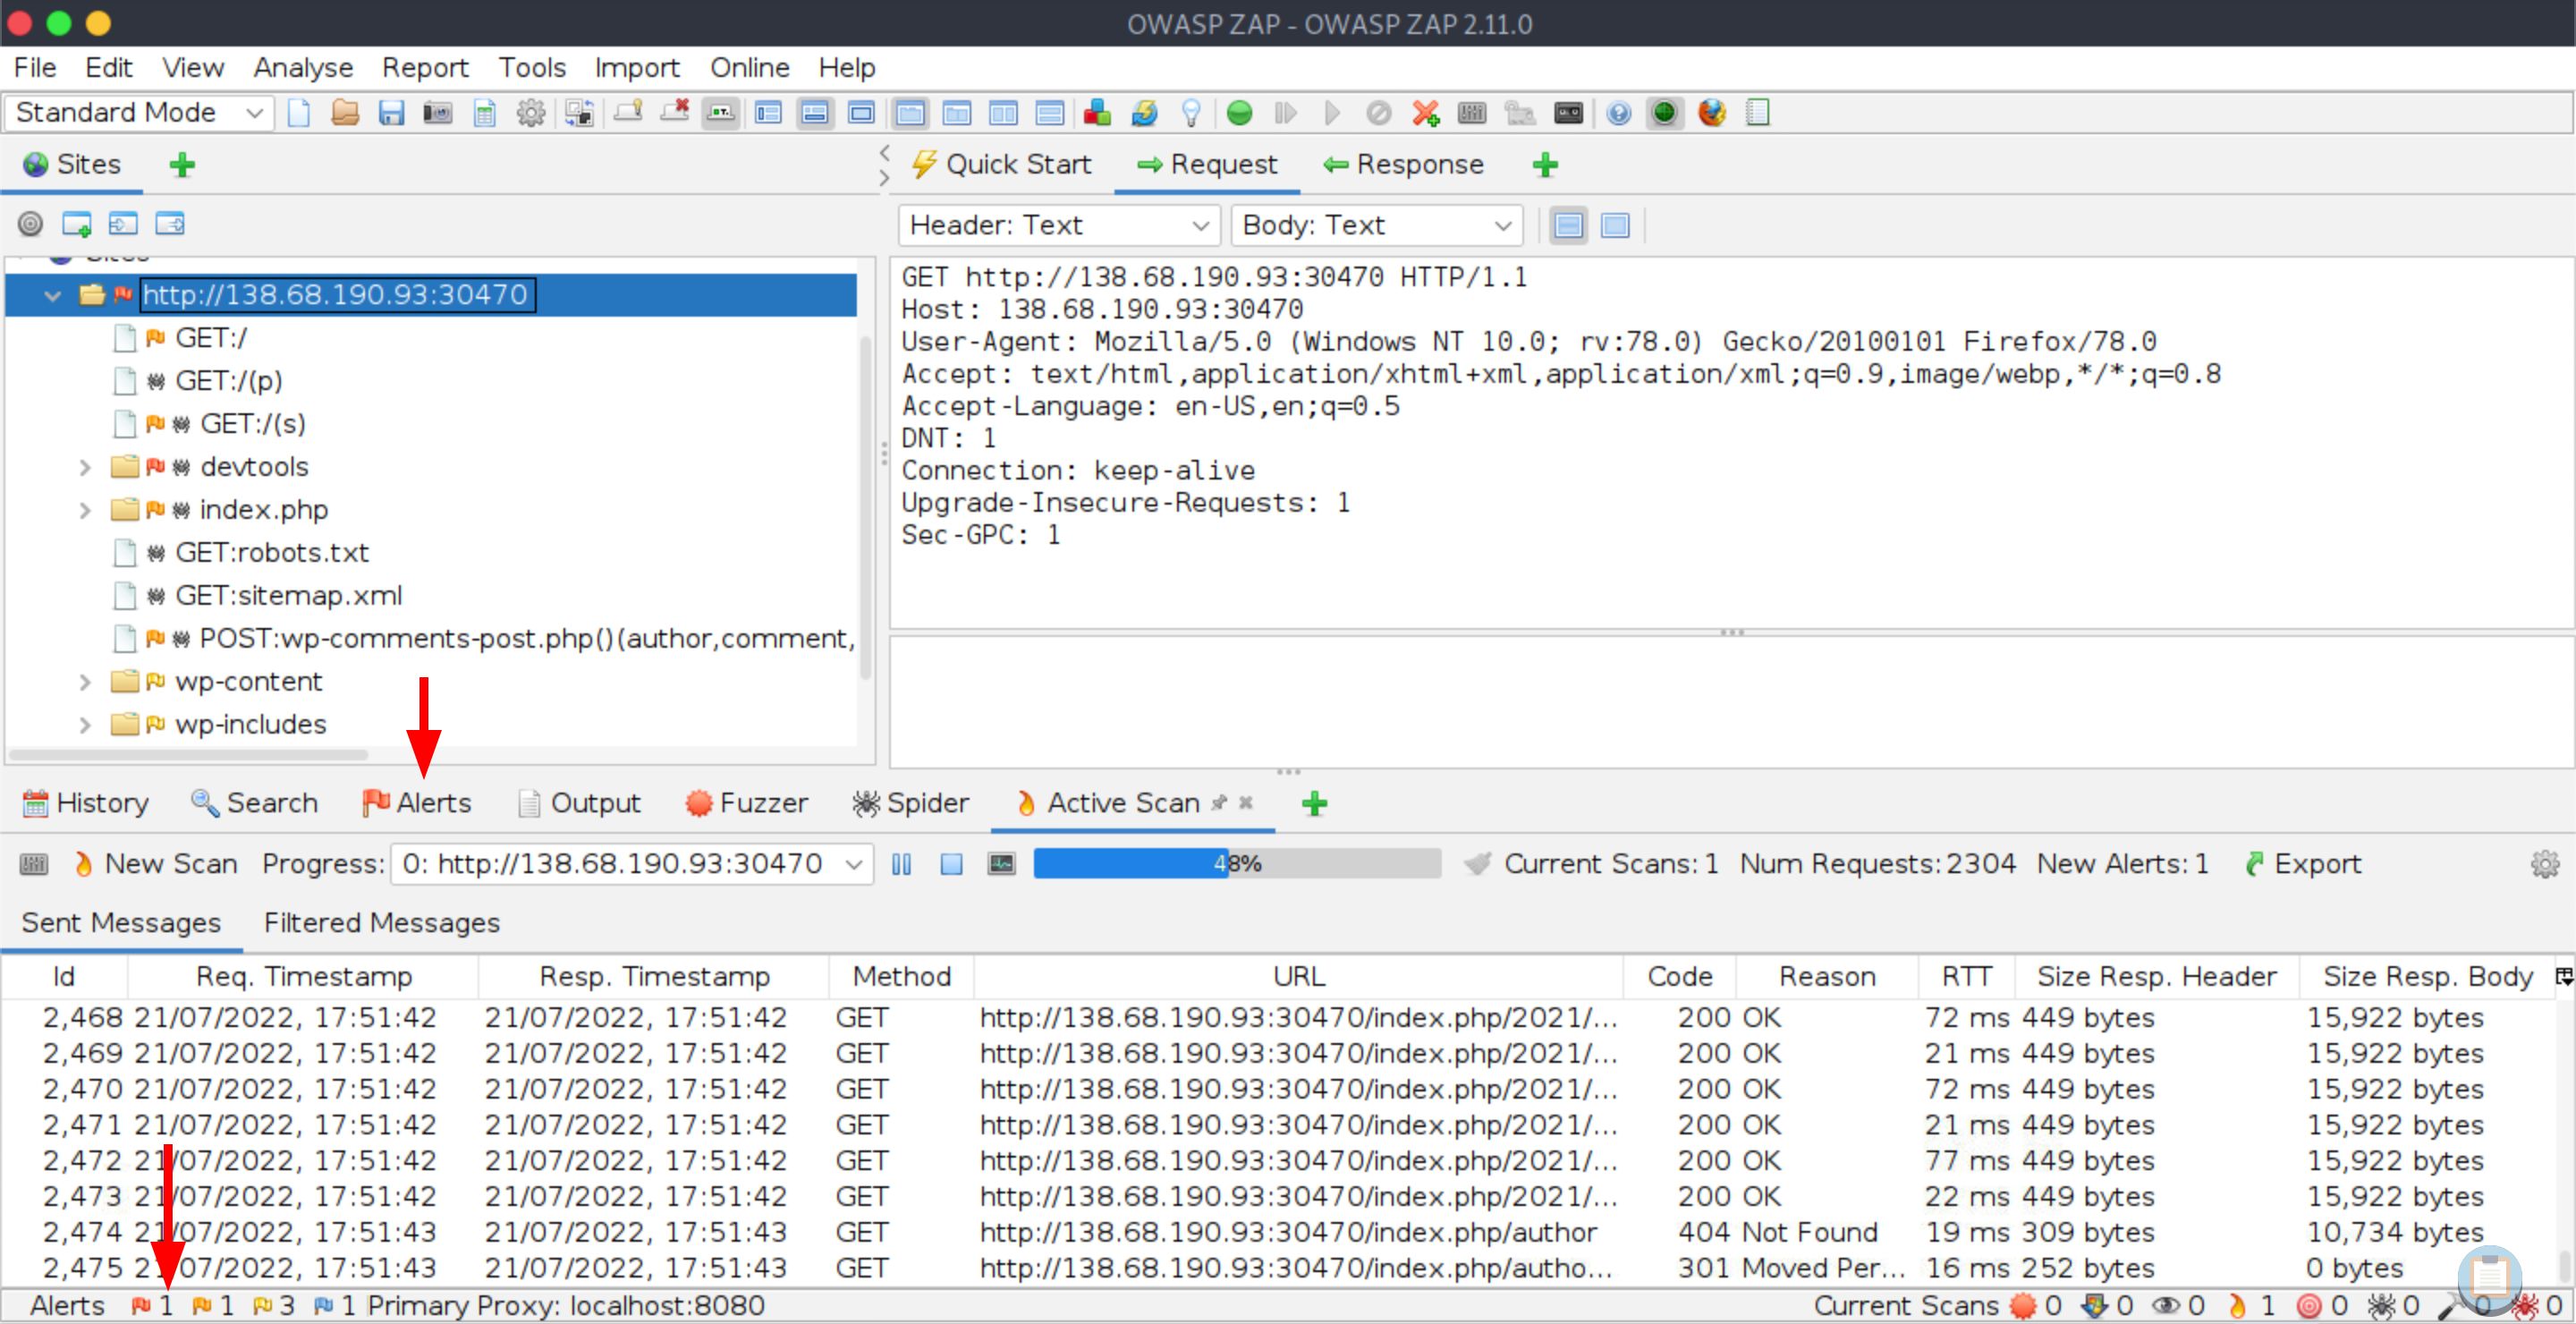 OWASP ZAP - OWASP ZAP 2.11.0
File Edit View Analyse Report Tools Import Online Help
Standard Mode
Sites
Quick Start Request Response
Header: Text Body: Text
http://138.68.190.93:30470
GET:/
GET:/(p)
GET:/(s)
devtools
index.php
GET:robots.txt
GET:sitemap.xml
POST:wp-comments-post.php()(author,comment,
wp-content
wp-includes
GET http://138.68.190.93:30470 HTTP/1.1
Host: 138.68.190.93:30470
User-Agent: Mozilla/5.0 (Windows NT 10.0; rv:78.0) Gecko/20100101 Firefox/78.0
Accept: text/html,application/xhtml+xml,application/xml;q=0.9,image/webp,*/*;q=0.8
Accept-Language: en-US,en;q=0.5
DNT: 1
Connection: keep-alive
Upgrade-Insecure-Requests: 1
Sec-GPC: 1
History Search Alerts Output Fuzzer Spider Active Scan
New Scan Progress: 0: http://138.68.190.93:30470 48% Current Scans: 1 Num Requests: 2304 New Alerts: 1 Export
Sent Messages Filtered Messages
Id Req. Timestamp Resp. Timestamp Method URL Code Reason RTT Size Resp. Header Size Resp. Body
2,468 21/07/2022, 17:51:42 21/07/2022, 17:51:42 GET http://138.68.190.93:30470/index.php/2021/... 200 OK 72 ms 449 bytes 15,922 bytes
2,469 21/07/2022, 17:51:42 21/07/2022, 17:51:42 GET http://138.68.190.93:30470/index.php/2021/... 200 OK 21 ms 449 bytes 15,922 bytes
2,470 21/07/2022, 17:51:42 21/07/2022, 17:51:42 GET http://138.68.190.93:30470/index.php/2021/... 200 OK 72 ms 449 bytes 15,922 bytes
2,471 21/07/2022, 17:51:42 21/07/2022, 17:51:42 GET http://138.68.190.93:30470/index.php/2021/... 200 OK 21 ms 449 bytes 15,922 bytes
2,472 21/07/2022, 17:51:42 21/07/2022, 17:51:42 GET http://138.68.190.93:30470/index.php/2021/... 200 OK 77 ms 449 bytes 15,922 bytes
2,473 21/07/2022, 17:51:42 21/07/2022, 17:51:42 GET http://138.68.190.93:30470/index.php/2021/... 200 OK 22 ms 449 bytes 15,922 bytes
2,474 21/07/2022, 17:51:43 21/07/2022, 17:51:43 GET http://138.68.190.93:30470/index.php/author 404 Not Found 19 ms 309 bytes 10,734 bytes
2,475 21/07/2022, 17:51:43 21/07/2022, 17:51:43 GET http://138.68.190.93:30470/index.php/autho... 301 Moved Per... 16 ms 252 bytes 0 bytes
Alerts 1 1 3 1 Primary Proxy: localhost:8080 Current Scans 0 0 0 1 0 0 0 0